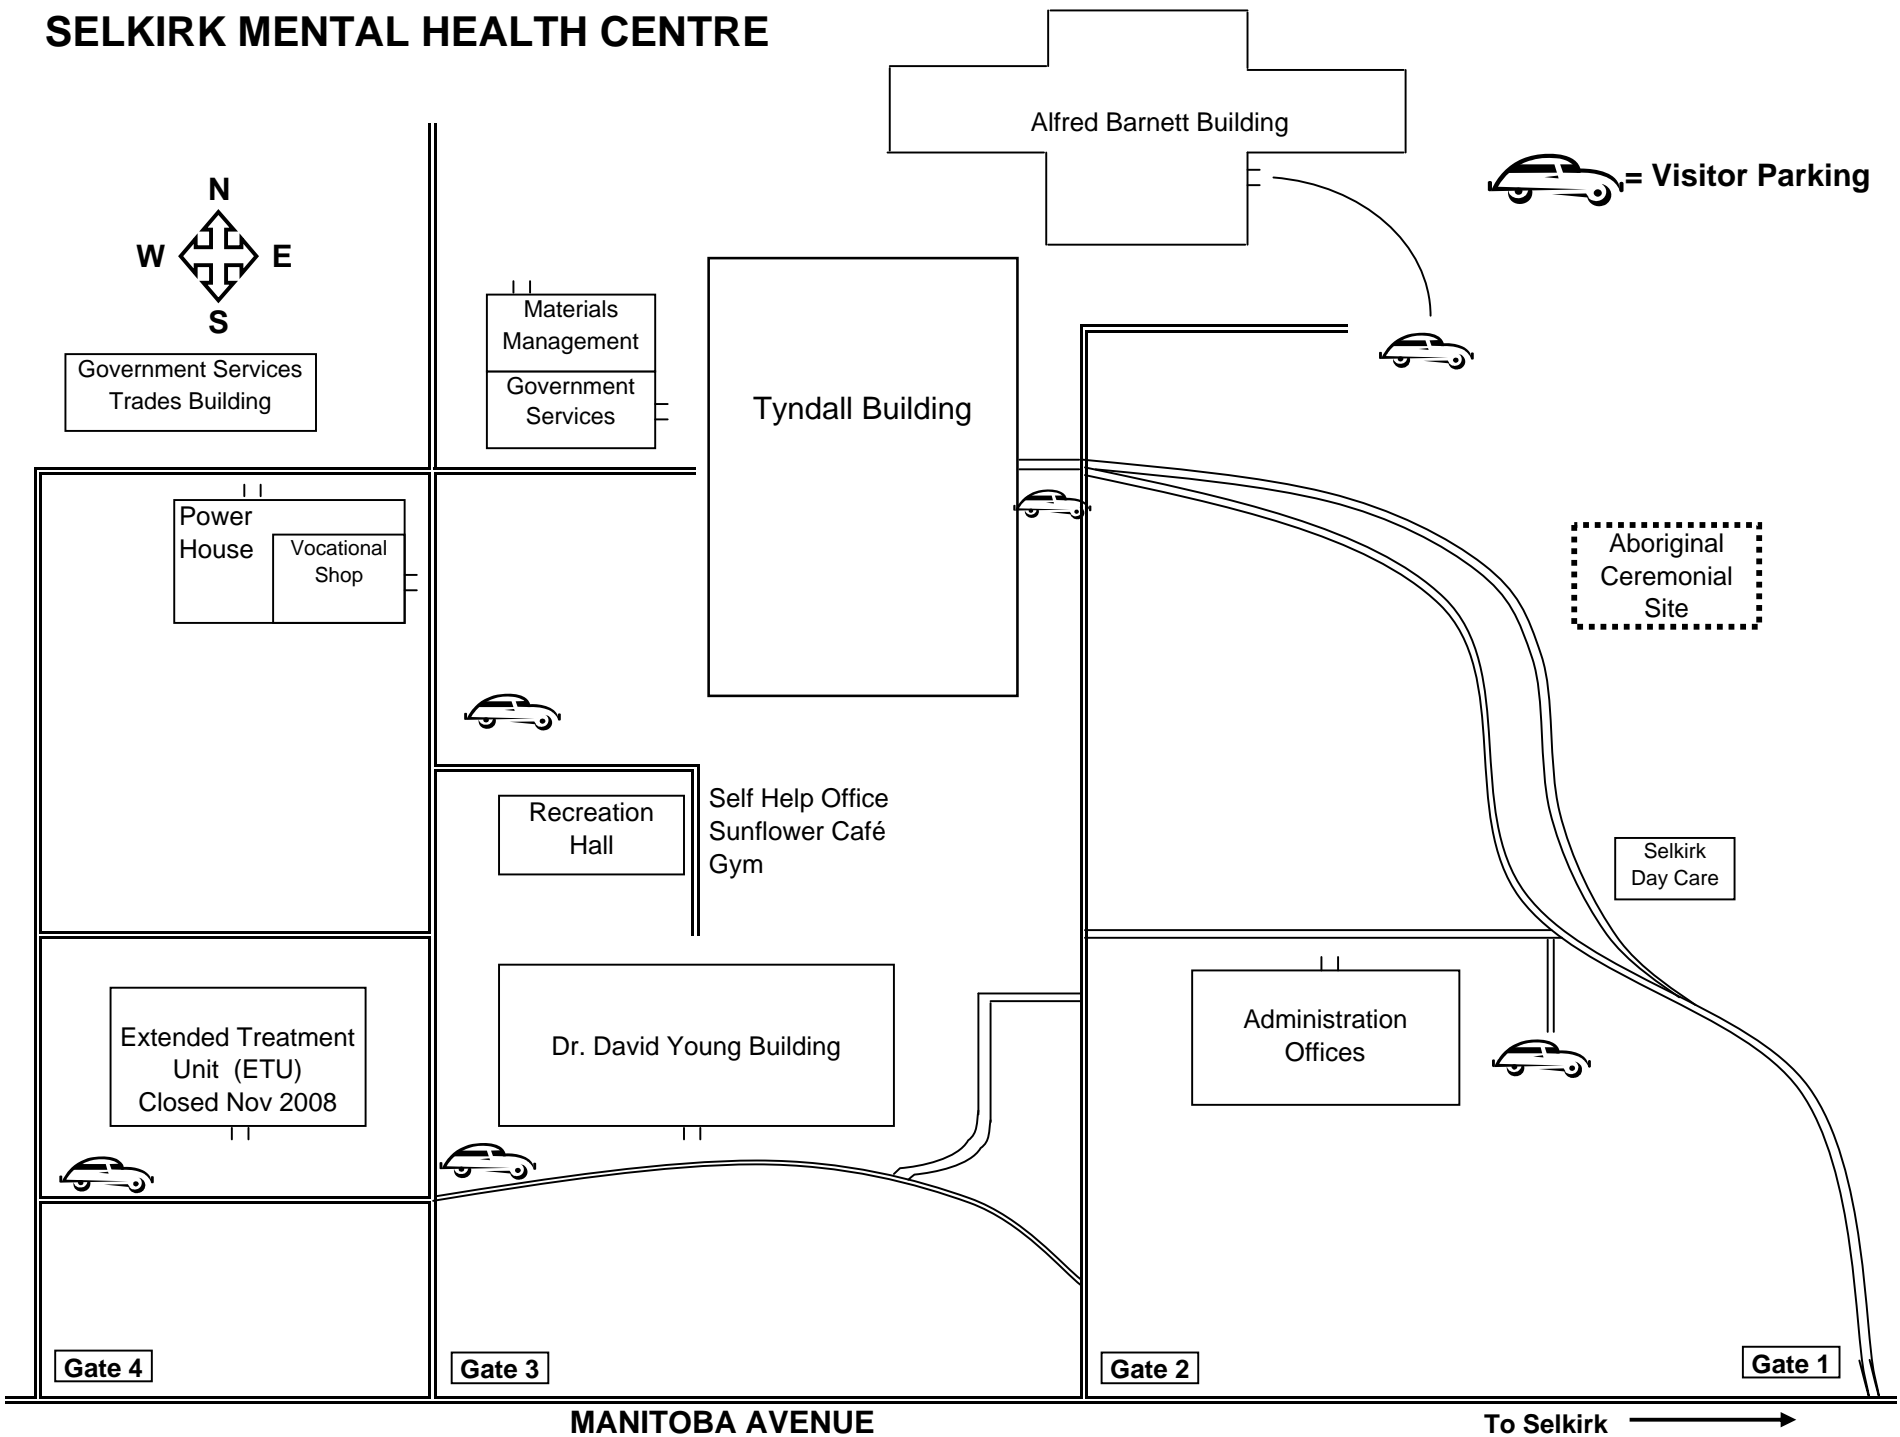 SELKIRK MENTAL HEALTH CENTRE
Alfred Barnett Building
= Visitor Parking
N
W
E
S
Materials
Management
Government
Services
Government Services
Trades Building
Tyndall Building
Power
House
Vocational
Shop
Aboriginal
Ceremonial
Site
Recreation
Hall
Self Help Office
Sunflower Café
Gym
Selkirk
Day Care
Extended Treatment
Unit  (ETU)
Closed Nov 2008
Dr. David Young Building
Administration
Offices
Gate 4
Gate 3
Gate 2
Gate 1
MANITOBA AVENUE
To Selkirk